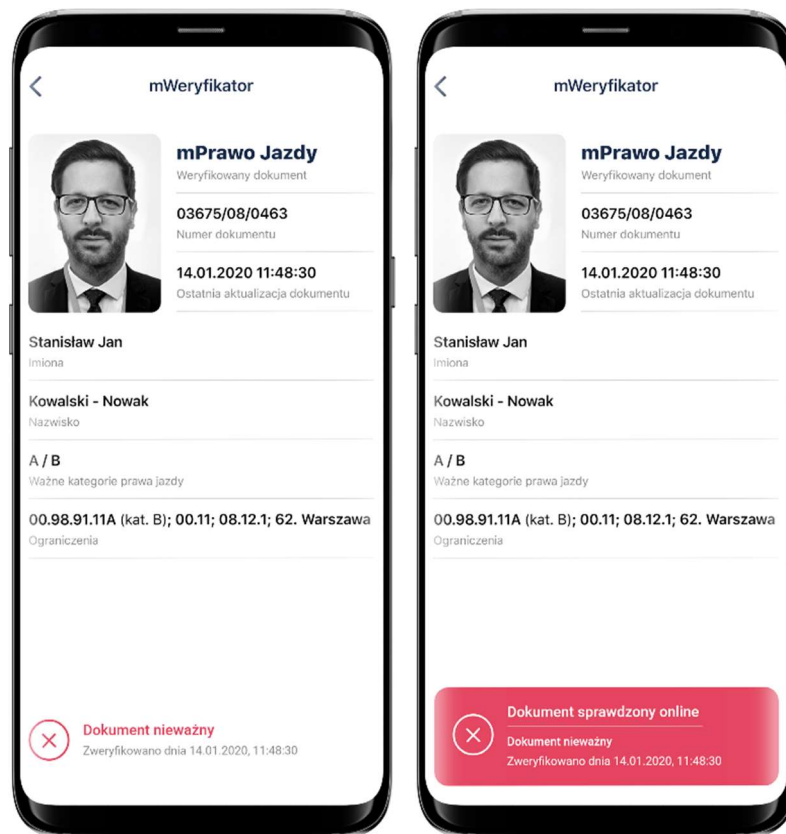 mWeryfikator
mPrawo Jazdy
Weryfikowany dokument
03675/08/0463
Numer dokumentu
14.01.2020 11:48:30
Ostatnia aktualizacja dokumentu
Stanisław Jan
Imiona
Kowalski - Nowak
Nazwisko
A / B
Ważne kategorie prawa jazdy
00.98.91.11A (kat. B); 00.11; 08.12.1; 62. Warszawa
Ograniczenia
Dokument nieważny
Zweryfikowano dnia 14.01.2020, 11:48:30
mWeryfikator
mPrawo Jazdy
Weryfikowany dokument
03675/08/0463
Numer dokumentu
14.01.2020 11:48:30
Ostatnia aktualizacja dokumentu
Stanisław Jan
Imiona
Kowalski - Nowak
Nazwisko
A / B
Ważne kategorie prawa jazdy
00.98.91.11A (kat. B); 00.11; 08.12.1; 62. Warszawa
Ograniczenia
Dokument sprawdzony online
Dokument nieważny
Zweryfikowano dnia 14.01.2020, 11:48:30